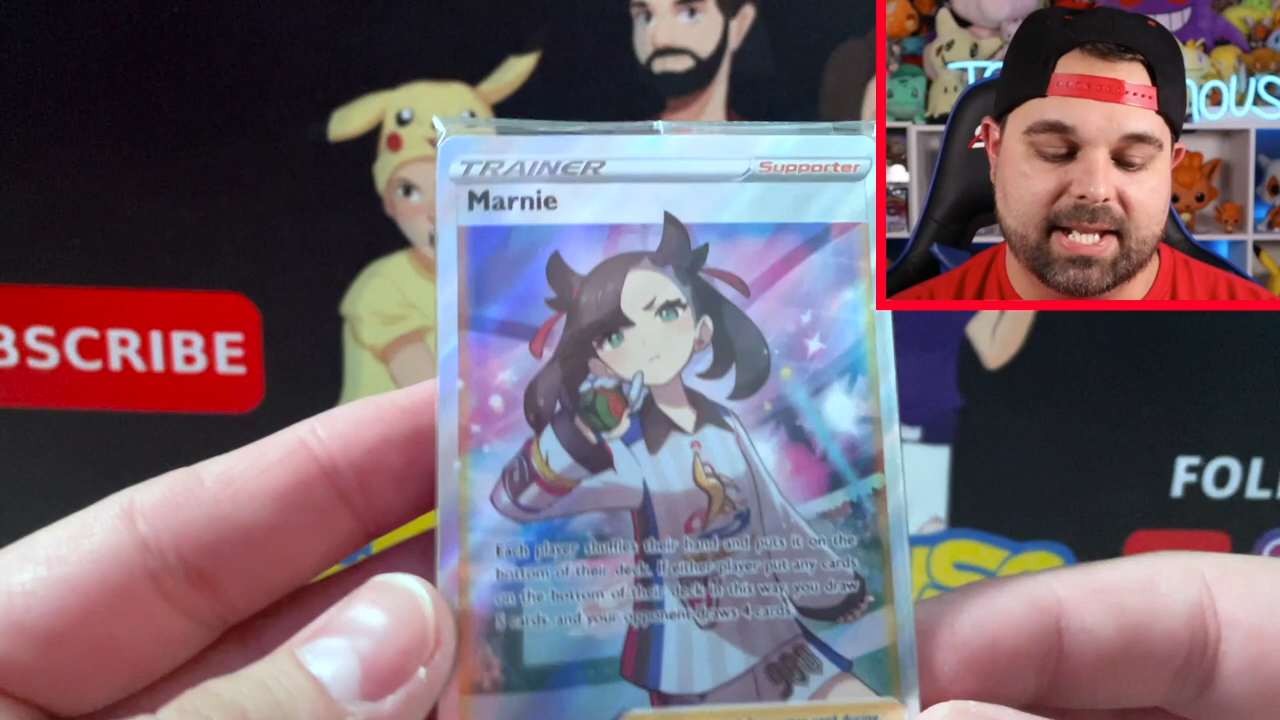 TRAINER
Supporter
Marnie
BSCRIBE
Each player shuffles their hand and puts it on the
bottom of their deck. If either player put any cards
on the bottom of their deck in this way, you draw
5 cards, and your opponent draws 4 cards.
960
FOL